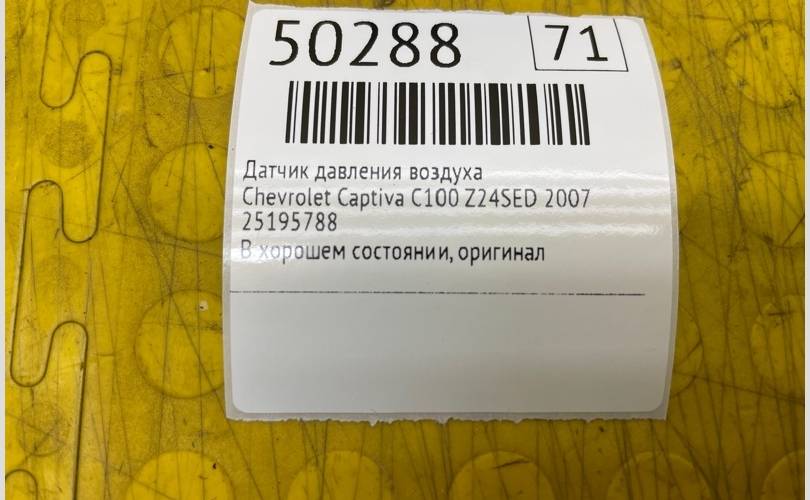 50288 71
Датчик давления воздуха
Chevrolet Captiva C100 Z24SED 2007
25195788
В хорошем состоянии, оригинал